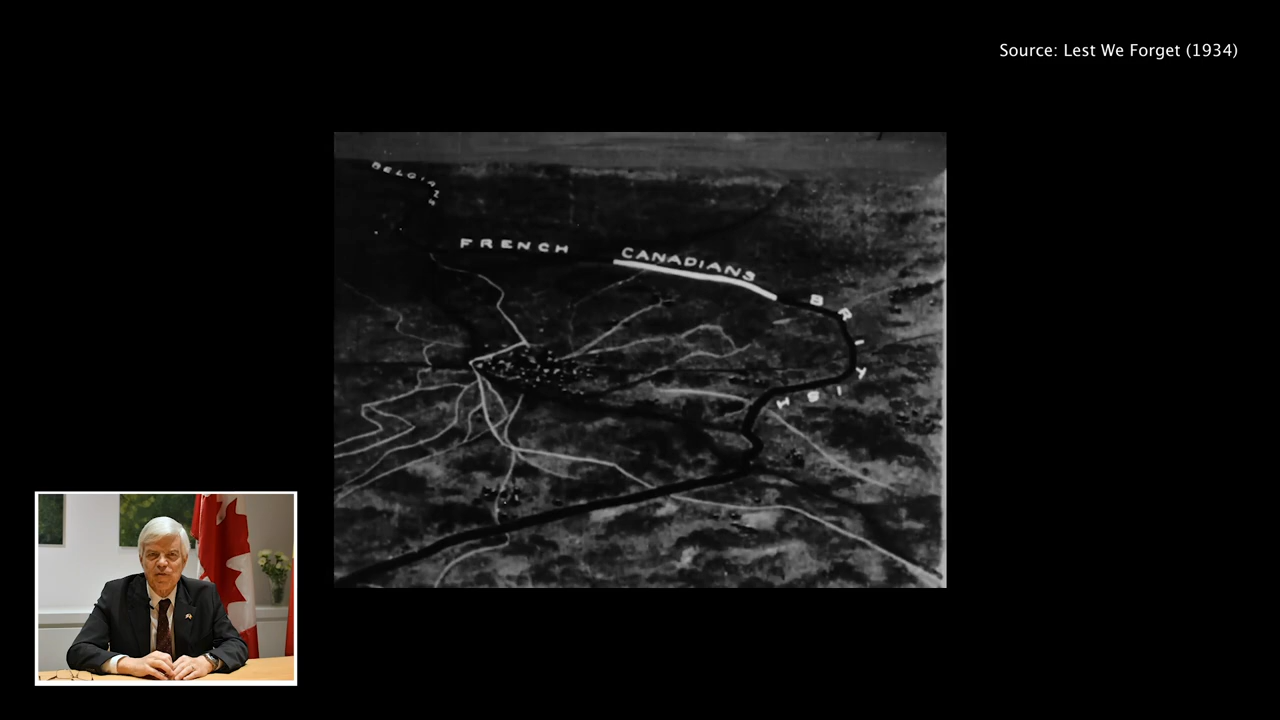 Source: Lest We Forget (1934)
BELGIANS
FRENCH
CANADIANS
BRITISH